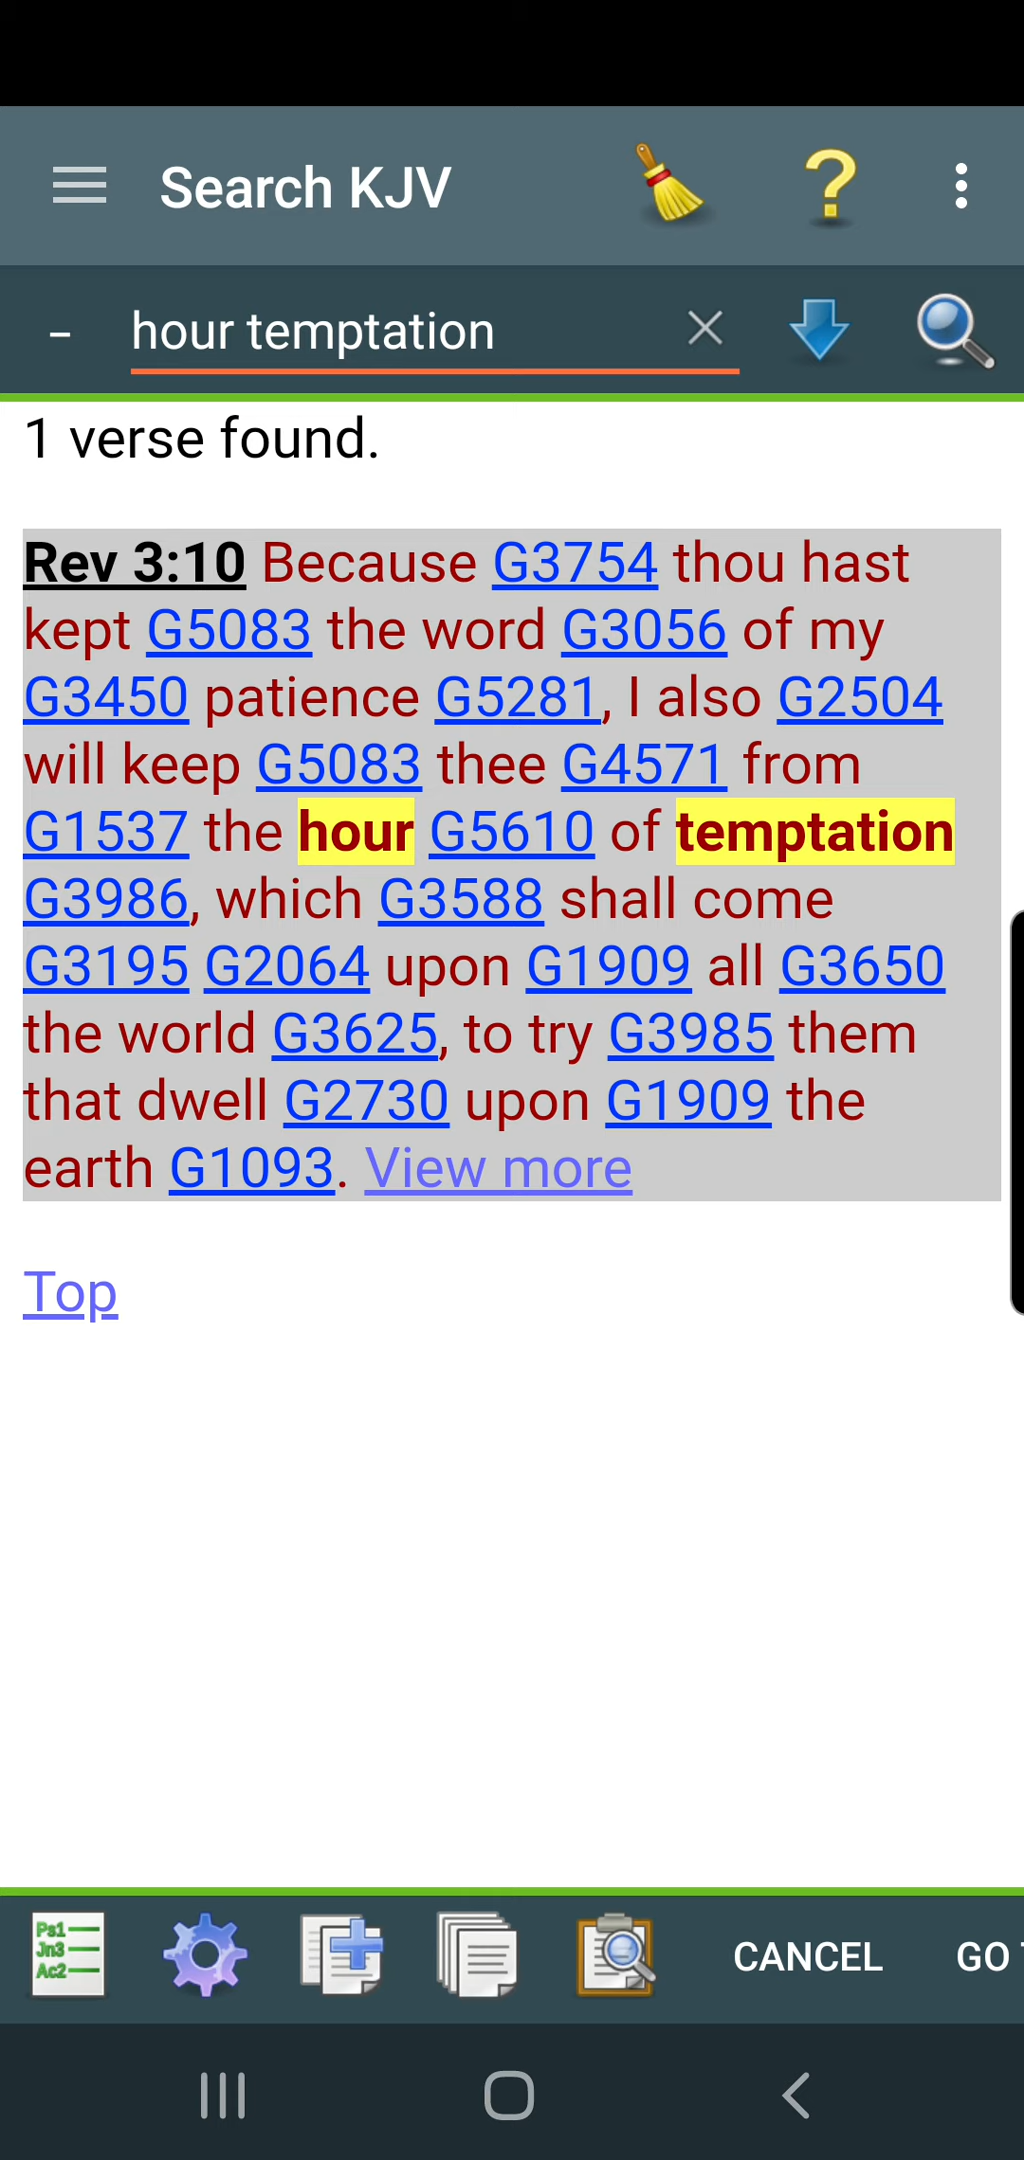 Search KJV
?
- hour temptation
1 verse found.
Rev 3:10 Because G3754 thou hast
kept G5083 the word G3056 of my
G3450 patience G5281, I also G2504
will keep G5083 thee G4571 from
G1537 the hour G5610 of temptation
G3986, which G3588 shall come
G3195 G2064 upon G1909 all G3650
the world G3625, to try G3985 them
that dwell G2730 upon G1909 the
earth G1093. View more
Top
Ps1
Jn3
Ac2
CANCEL GO